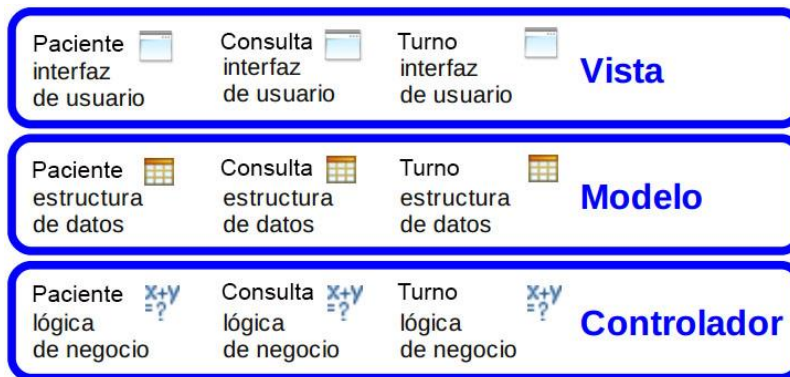 Paciente
interfaz
de usuario
Consulta
interfaz
de usuario
Turno
interfaz
de usuario
Vista
Paciente
estructura
de datos
Consulta
estructura
de datos
Turno
estructura
de datos
Modelo
Paciente
x+y
=?
lógica
de negocio
Consulta
x+y
=?
lógica
de negocio
Turno
x+y
=?
lógica
de negocio
Controlador